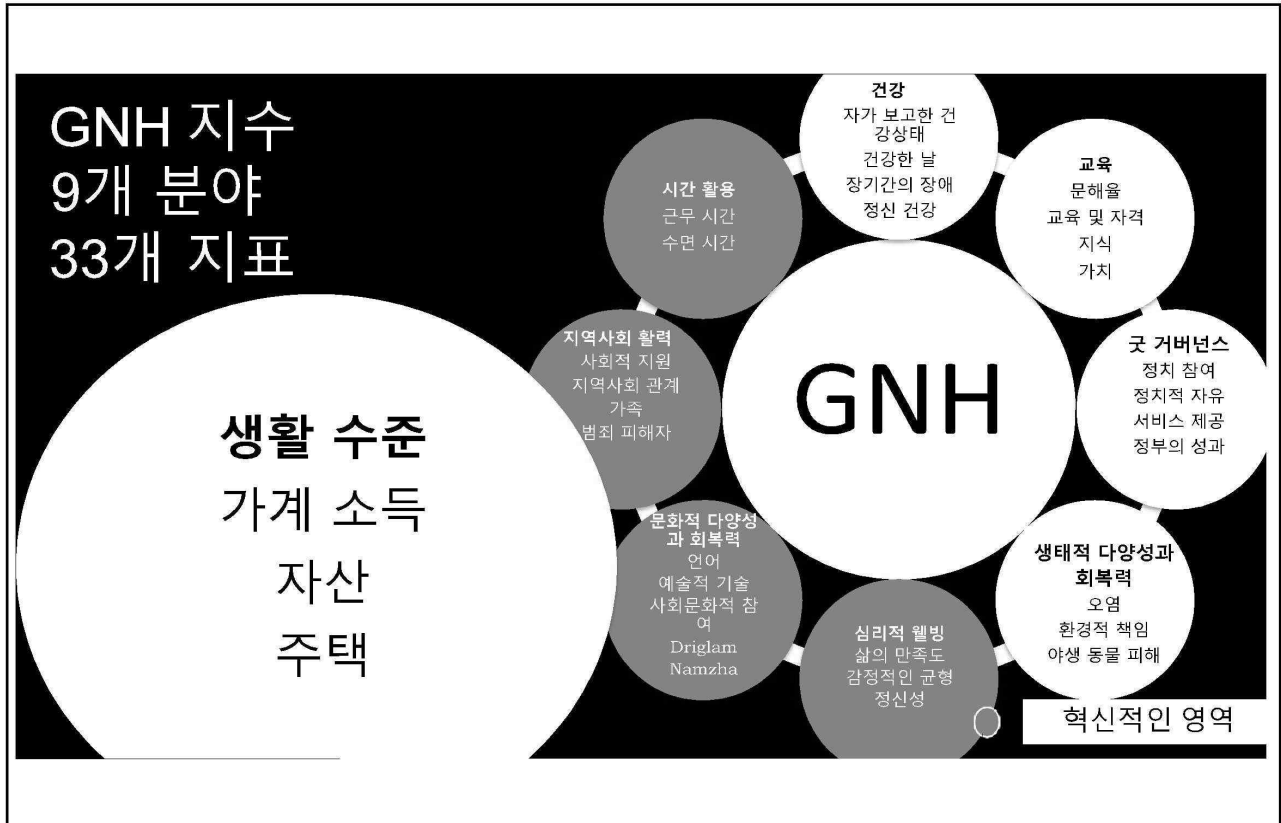 GNH 지수
9개 분야
33개 지표
생활 수준
가계 소득
자산
주택
GNH
건강
자가 보고한 건
강상태
건강한 날
장기간의 장애
정신 건강
교육
문해율
교육 및 자격
지식
가치
굿 거버넌스
정치 참여
정치적 자유
서비스 제공
정부의 성과
생태적 다양성과
회복력
오염
환경적 책임
야생 동물 피해
심리적 웰빙
삶의 만족도
감정적인 균형
정신성
문화적 다양성
과 회복력
언어
예술적 기술
사회문화적 참
여
Driglam
Namzha
지역사회 활력
사회적 지원
지역사회 관계
가족
범죄 피해자
시간 활용
근무 시간
수면 시간
혁신적인 영역